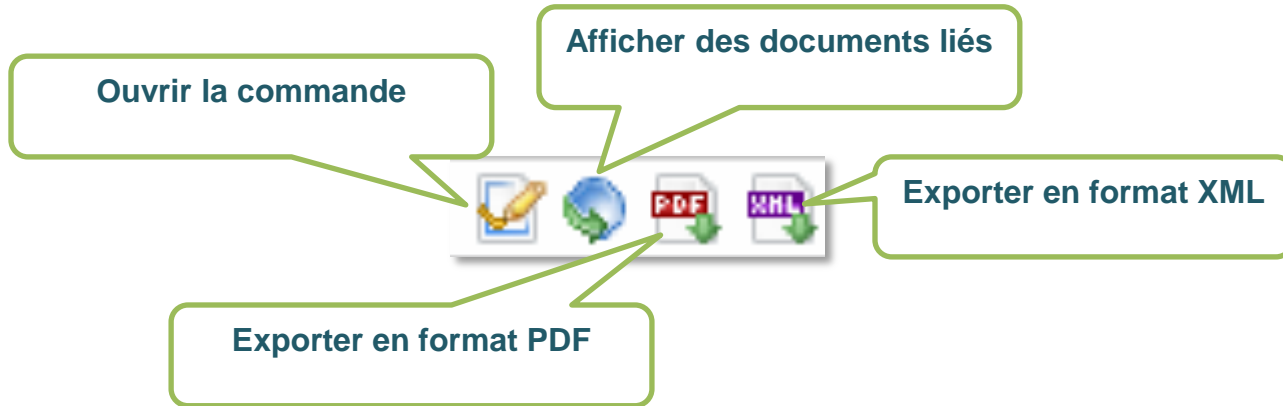 Afficher des documents liés
Ouvrir la commande
PDF
XML
Exporter en format XML
Exporter en format PDF